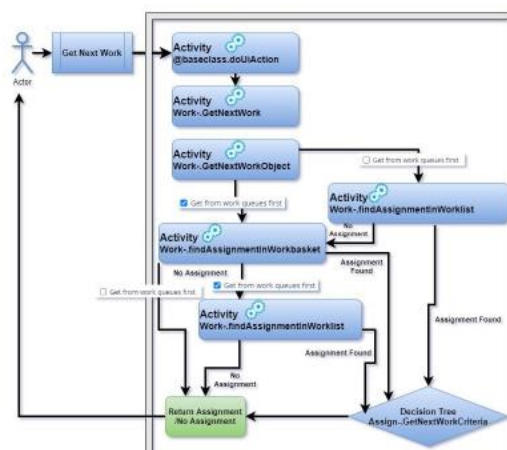 Get Next Work
Actor
Activity
@baseclass.doUiAction
Activity
Work-.GetNextWork
Activity
Work-.GetNextWorkObject
Get from work queues first
Get from work queues first
Activity
Work-.findAssignmentInWorklist
No
Assignment
Activity
Work-.findAssignmentInWorkbasket
No Assignment
Assignment
Found
Get from work queues first
Get from work queues first
Activity
Work-.findAssignmentInWorklist
Assignment Found
Assignment Found
No
Assignment
Return Assignment
/No Assignment
Decision Tree
Assign-.GetNextWorkCriteria